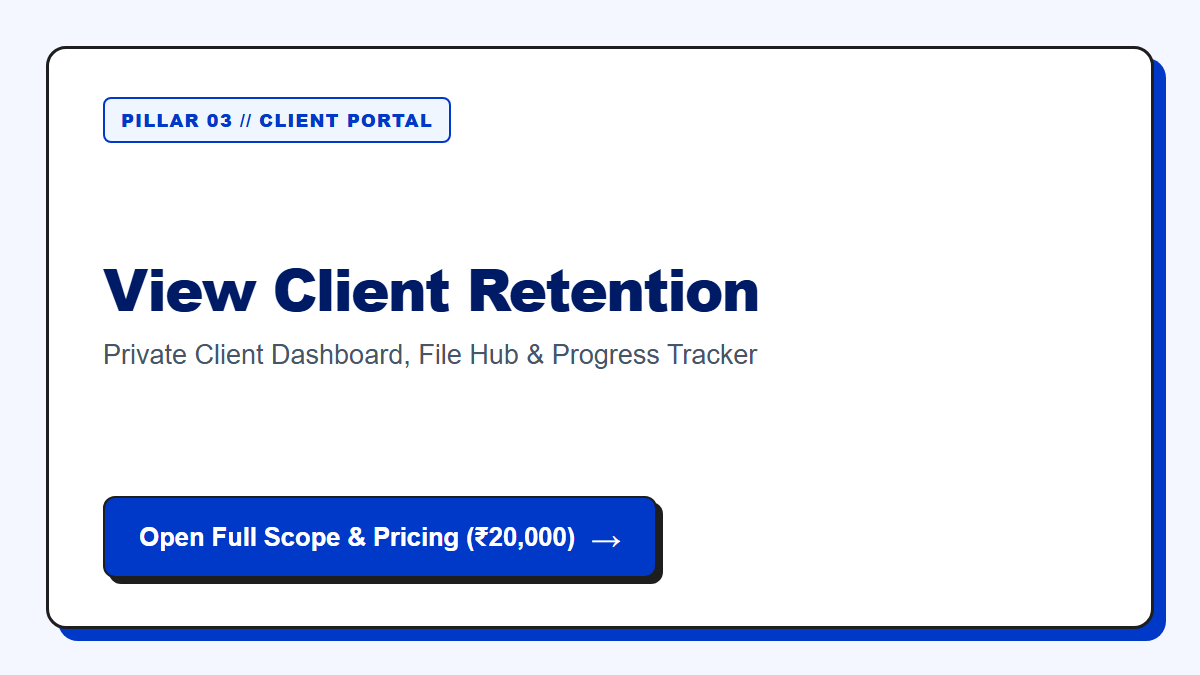 PILLAR 03 // CLIENT PORTAL
View Client Retention
Private Client Dashboard, File Hub & Progress Tracker
Open Full Scope & Pricing (₹20,000) →